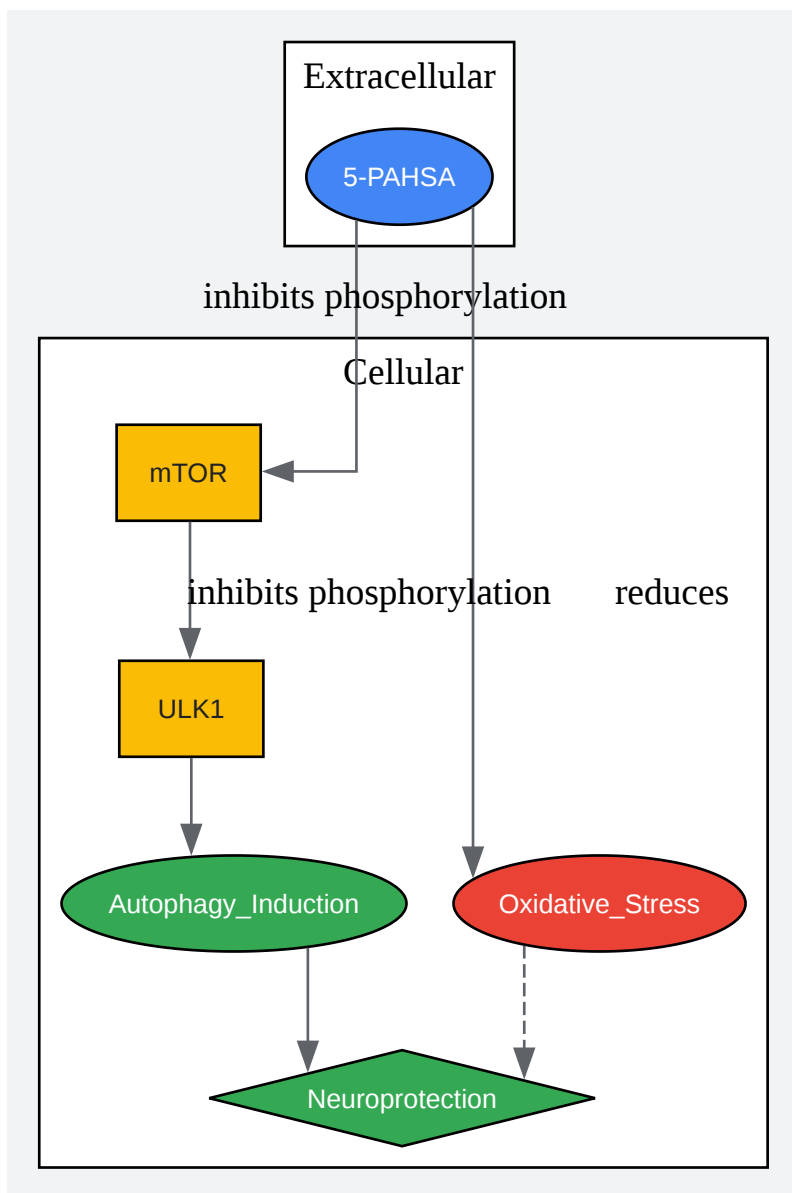 Extracellular
5-PAHSA
inhibits phosphorylation
Cellular
mTOR
inhibits phosphorylation
reduces
ULK1
Autophagy_Induction
Oxidative_Stress
Neuroprotection